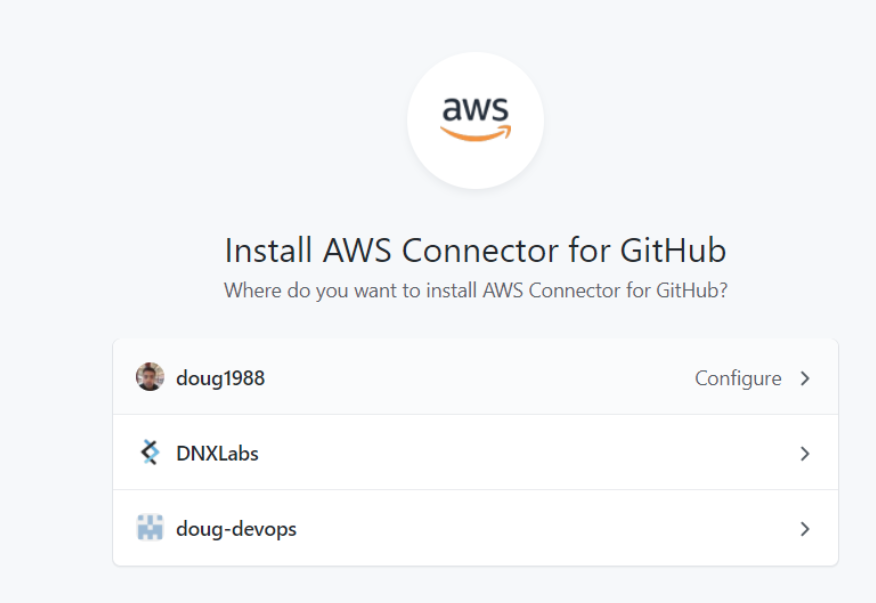 aws
Install AWS Connector for GitHub
Where do you want to install AWS Connector for GitHub?
doug1988 Configure
DNXLabs
doug-devops